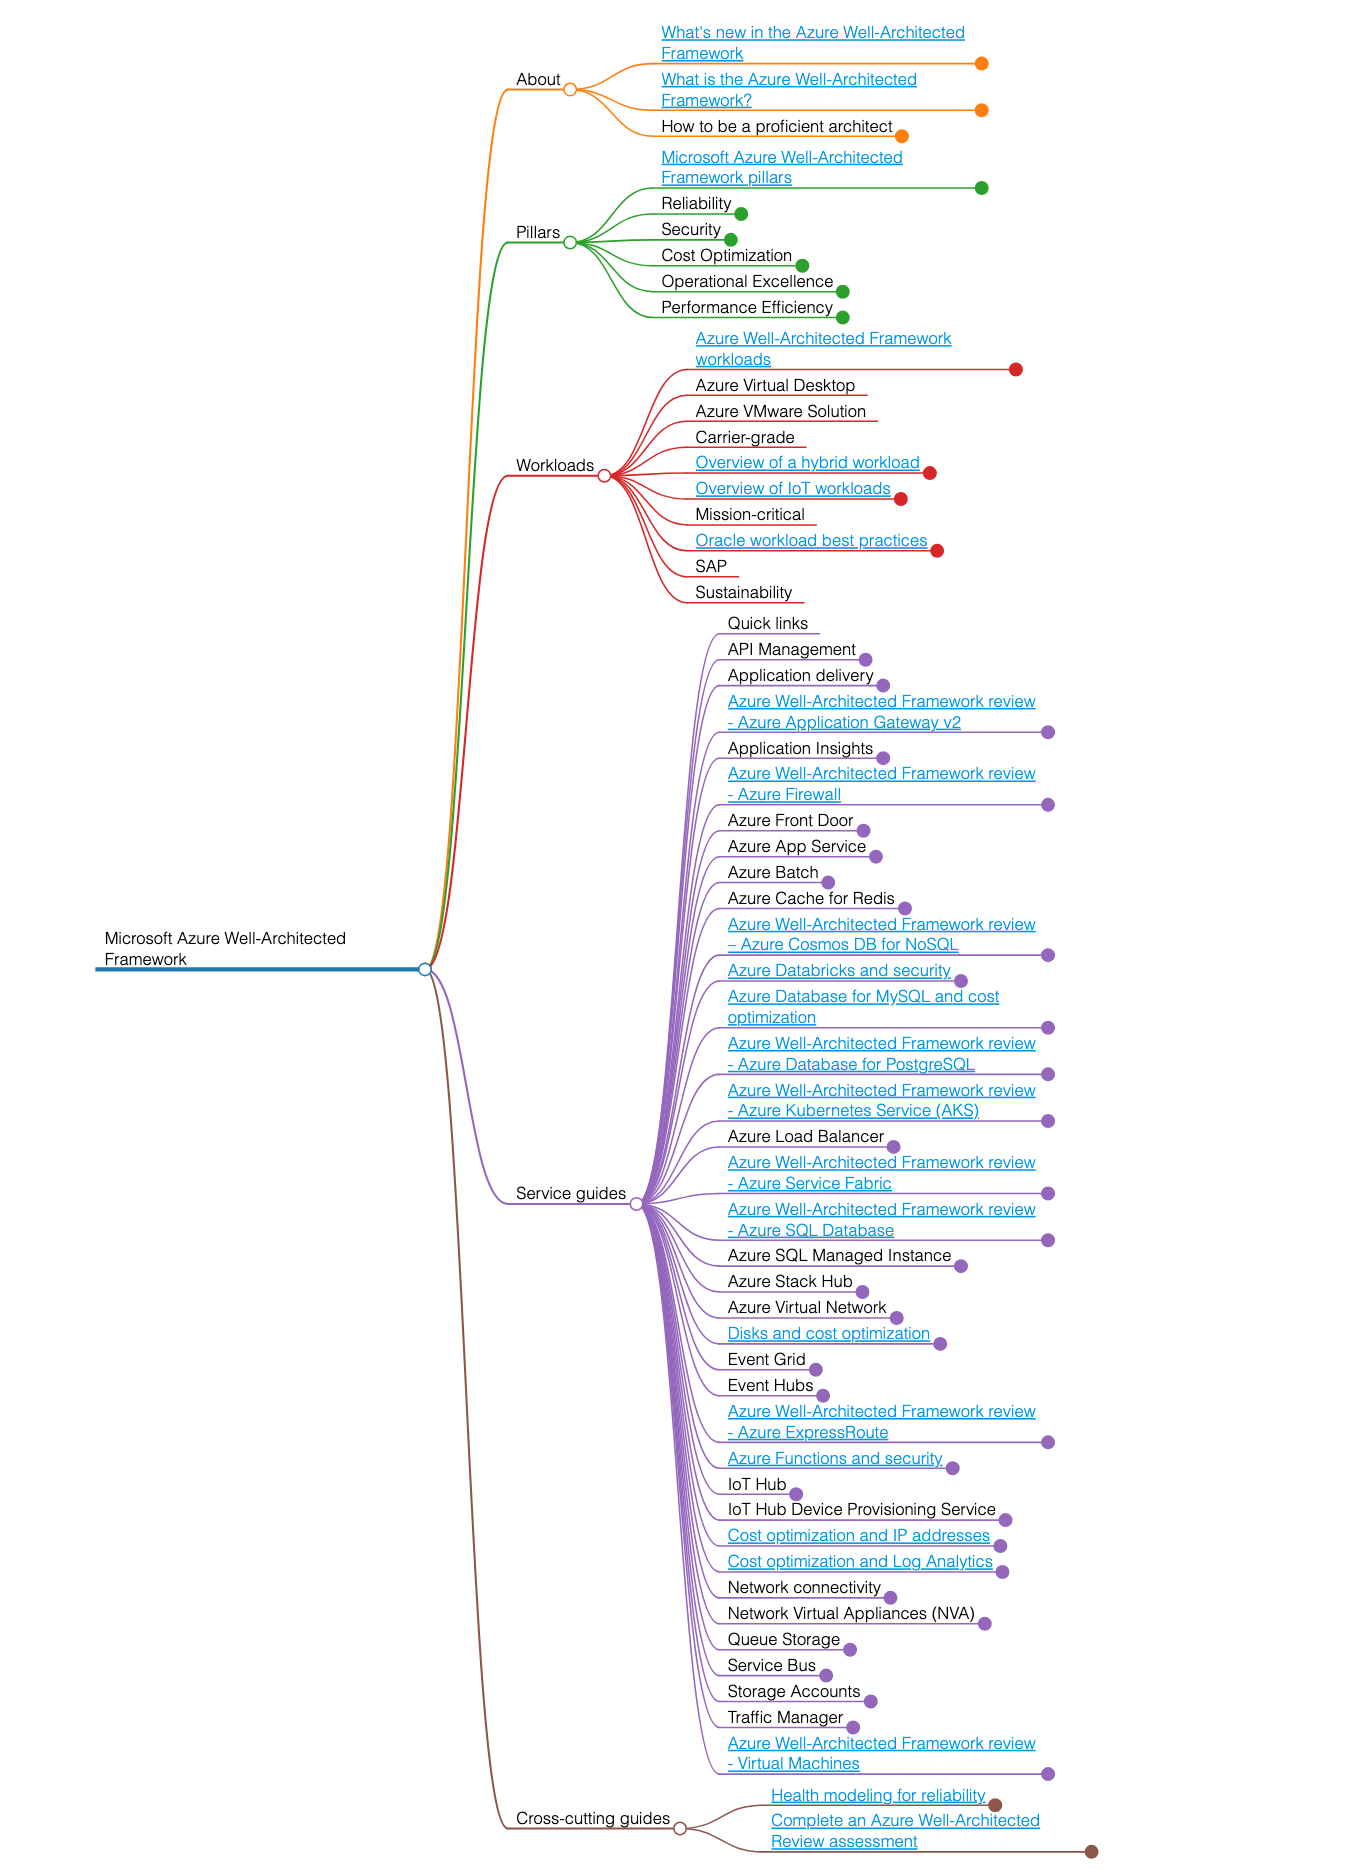 What's new in the Azure Well-Architected
Framework
About
What is the Azure Well-Architected
Framework?
How to be a proficient architect
Microsoft Azure Well-Architected
Framework pillars
Reliability
Pillars
Security
Cost Optimization
Operational Excellence
Performance Efficiency
Azure Well-Architected Framework
workloads
Azure Virtual Desktop
Azure VMware Solution
Carrier-grade
Workloads
Overview of a hybrid workload
Overview of IoT workloads
Mission-critical
Oracle workload best practices
SAP
Sustainability
Quick links
API Management
Application delivery
Azure Well-Architected Framework review
- Azure Application Gateway v2
Application Insights
Azure Well-Architected Framework review
- Azure Firewall
Azure Front Door
Azure App Service
Azure Batch
Azure Cache for Redis
Microsoft Azure Well-Architected
Framework
Azure Well-Architected Framework review
– Azure Cosmos DB for NoSQL
Azure Databricks and security
Azure Database for MySQL and cost
optimization
Azure Well-Architected Framework review
- Azure Database for PostgreSQL
Azure Well-Architected Framework review
- Azure Kubernetes Service (AKS)
Azure Load Balancer
Azure Well-Architected Framework review
- Azure Service Fabric
Service guides
Azure Well-Architected Framework review
- Azure SQL Database
Azure SQL Managed Instance
Azure Stack Hub
Azure Virtual Network
Disks and cost optimization
Event Grid
Event Hubs
Azure Well-Architected Framework review
- Azure ExpressRoute
Azure Functions and security
IoT Hub
IoT Hub Device Provisioning Service
Cost optimization and IP addresses
Cost optimization and Log Analytics
Network connectivity
Network Virtual Appliances (NVA)
Queue Storage
Service Bus
Storage Accounts
Traffic Manager
Azure Well-Architected Framework review
- Virtual Machines
Cross-cutting guides
Health modeling for reliability
Complete an Azure Well-Architected
Review assessment